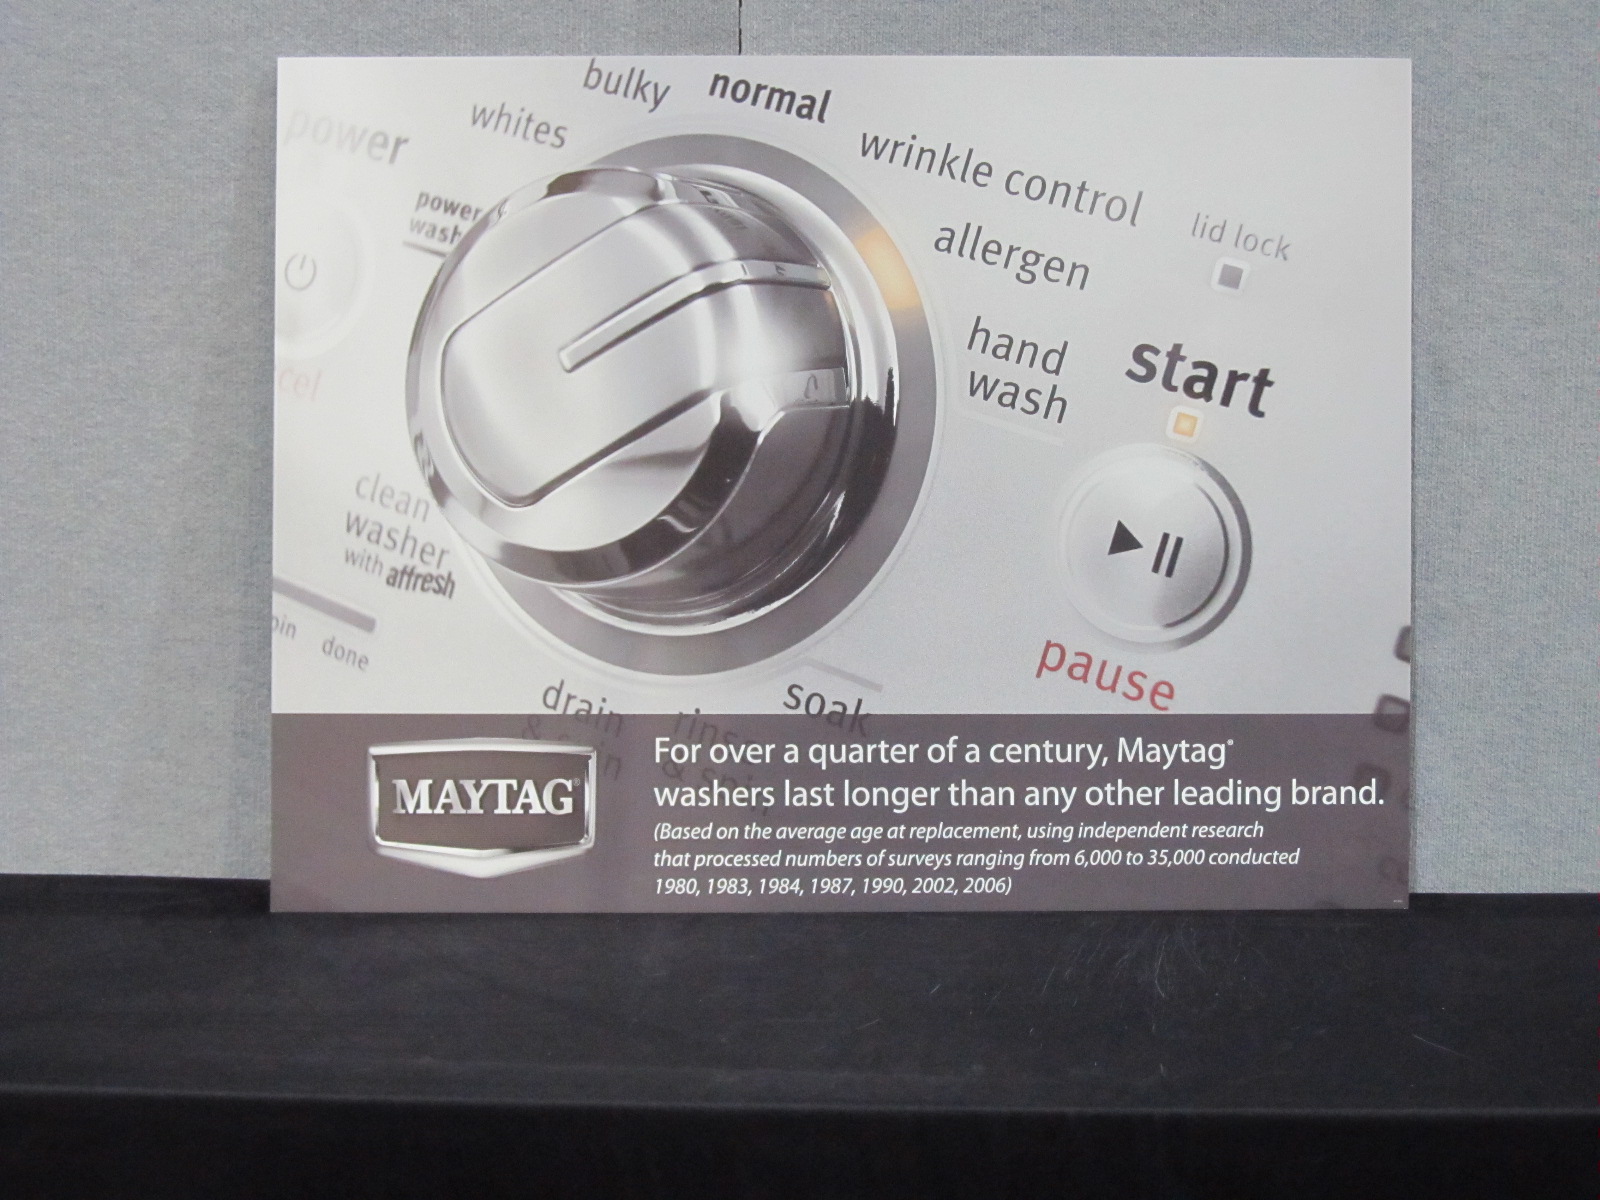 bulky
normal
whites
power
wrinkle control
power
wash
lid lock
allergen
hand
wash
start
clean
washer
with affresh
done
pause
drain
rinse
soak
& spin
MAYTAG®
For over a quarter of a century, Maytag®
washers last longer than any other leading brand.
(Based on the average age at replacement, using independent research
that processed numbers of surveys ranging from 6,000 to 35,000 conducted
1980, 1983, 1984, 1987, 1990, 2002, 2006)